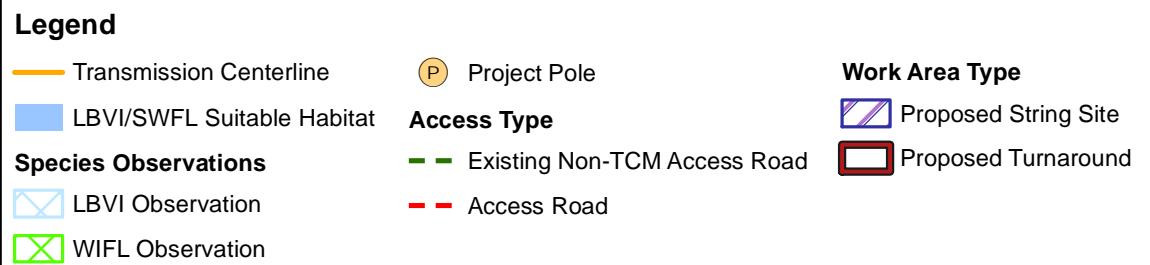 Legend
Transmission Centerline
LBVI/SWFL Suitable Habitat
Species Observations
LBVI Observation
WIFL Observation
P Project Pole
Access Type
Existing Non-TCM Access Road
Access Road
Work Area Type
Proposed String Site
Proposed Turnaround